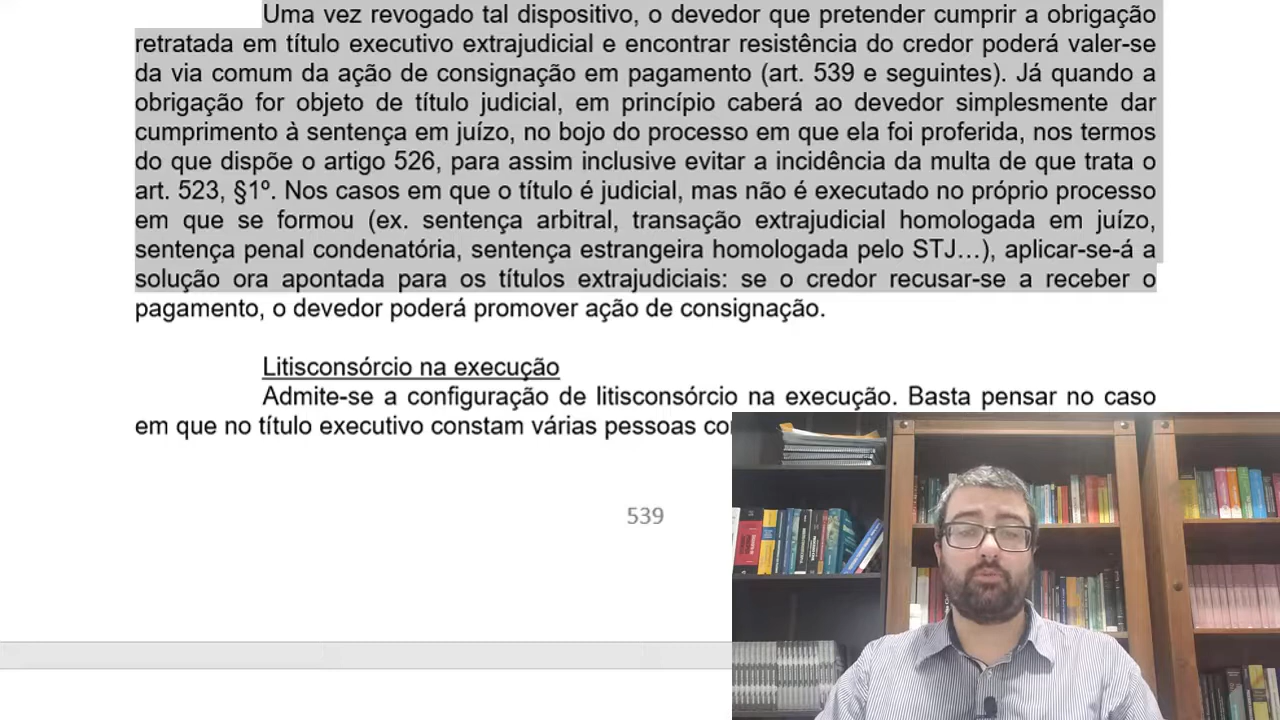 Uma vez revogado tal dispositivo, o devedor que pretender cumprir a obrigação
retratada em título executivo extrajudicial e encontrar resistência do credor poderá valer-se
da via comum da ação de consignação em pagamento (art. 539 e seguintes). Já quando a
obrigação for objeto de título judicial, em princípio caberá ao devedor simplesmente dar
cumprimento à sentença em juízo, no bojo do processo em que ela foi proferida, nos termos
do que dispõe o artigo 526, para assim inclusive evitar a incidência da multa de que trata o
art. 523, §1º. Nos casos em que o título é judicial, mas não é executado no próprio processo
em que se formou (ex. sentença arbitral, transação extrajudicial homologada em juízo,
sentença penal condenatória, sentença estrangeira homologada pelo STJ…), aplicar-se-á a
solução ora apontada para os títulos extrajudiciais: se o credor recusar-se a receber o
pagamento, o devedor poderá promover ação de consignação.
Litisconsórcio na execução
Admite-se a configuração de litisconsórcio na execução. Basta pensar no caso
em que no título executivo constam várias pessoas
539